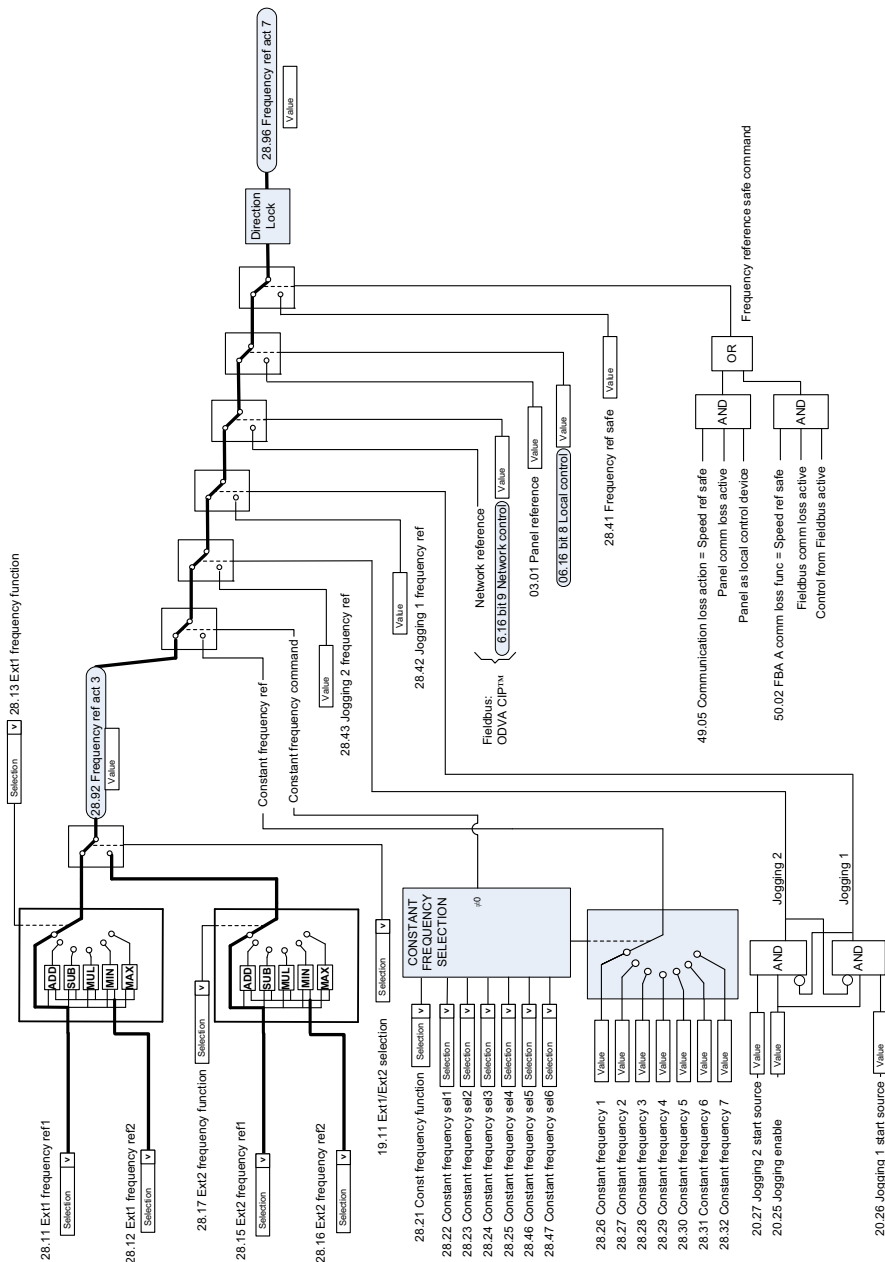 28.11 Ext1 frequency ref1
Selection v
28.12 Ext1 frequency ref2
Selection v
28.13 Ext1 frequency function
Selection v
ADD
SUB
MUL
MIN
MAX
28.17 Ext2 frequency function
Selection v
28.15 Ext2 frequency ref1
Selection v
28.16 Ext2 frequency ref2
Selection v
ADD
SUB
MUL
MIN
MAX
19.11 Ext1/Ext2 selection
Selection v
28.92 Frequency ref act 3
Value
28.96 Frequency ref act 7
Value
Direction
Lock
Constant frequency ref
Constant frequency command
28.21 Const frequency function
Selection v
28.22 Constant frequency sel1
Selection v
28.23 Constant frequency sel2
Selection v
28.24 Constant frequency sel3
Selection v
28.25 Constant frequency sel4
Selection v
28.46 Constant frequency sel5
Selection v
28.47 Constant frequency sel6
Selection v
CONSTANT
FREQUENCY
SELECTION
≠0
28.26 Constant frequency 1
Value
28.27 Constant frequency 2
Value
28.28 Constant frequency 3
Value
28.29 Constant frequency 4
Value
28.30 Constant frequency 5
Value
28.31 Constant frequency 6
Value
28.32 Constant frequency 7
Value
28.43 Jogging 2 frequency ref
Value
28.42 Jogging 1 frequency ref
Value
Fieldbus:
ODVA CIP™
Network reference
6.16 bit 9 Network control
Value
03.01 Panel reference
Value
06.16 bit 8 Local control
Value
28.41 Frequency ref safe
Value
20.27 Jogging 2 start source
Value
20.25 Jogging enable
Value
20.26 Jogging 1 start source
Value
AND
AND
Jogging 2
Jogging 1
49.05 Communication loss action = Speed ref safe
Panel comm loss active
Panel as local control device
AND
50.02 FBA A comm loss func = Speed ref safe
Fieldbus comm loss active
Control from Fieldbus active
AND
OR
Frequency reference safe command